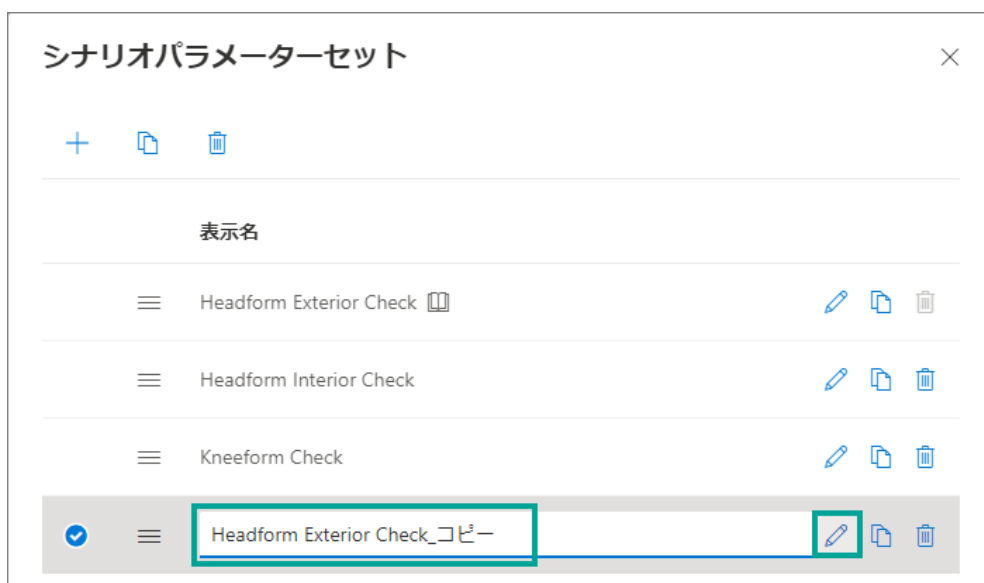 シナリオパラメーターセット
表示名
Headform Exterior Check
Headform Interior Check
Kneeform Check
Headform Exterior Check_コピー